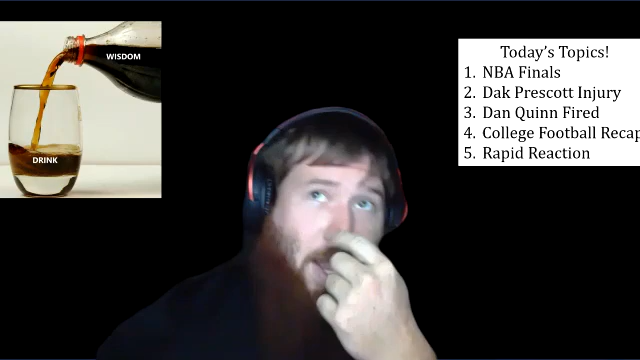 WISDOM
DRINK
Today's Topics!
1. NBA Finals
2. Dak Prescott Injury
3. Dan Quinn Fired
4. College Football Recap
5. Rapid Reaction